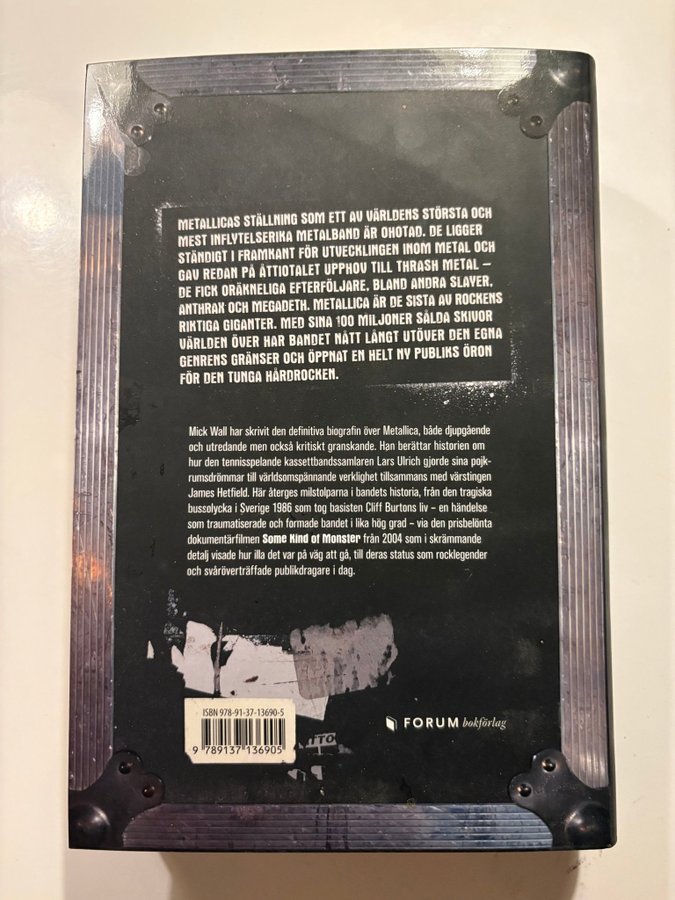 METALLICAS STÄLLNING SOM ETT AV VÄRLDENS STÖRSTA OCH
MEST INFLYTELSERIKA METALBAND ÄR OHOTAD. DE LIGGER
STÄNDIGT I FRAMKANT FÖR UTVECKLINGEN INOM METAL OCH
GAV REDAN PÅ ÅTTIOTALET UPPHOV TILL THRASH METAL –
DE FICK ORÄKNELIGA EFTERFÖLJARE, BLAND ANDRA SLAYER,
ANTHRAX OCH MEGADETH. METALLICA ÄR DE SISTA AV ROCKENS
RIKTIGA GIGANTER. MED SINA 100 MILJONER SÅLDA SKIVOR
VÄRLDEN ÖVER HAR BANDET NÅTT LÅNGT UTÖVER DEN EGNA
GENRENS GRÄNSER OCH ÖPPNAT EN HELT NY PUBLIKS ÖRON
FÖR DEN TUNGA HÅRDROCKEN.
Mick Wall har skrivit den definitiva biografin över Metallica, både djupgående
och utredande men också kritiskt granskande. Han berättar historien om
hur den tennisspelande kassettbandssamlaren Lars Ulrich gjorde sina pojk-
rumsdrömmar till världsomspännande verklighet tillsammans med värstingen
James Hetfield. Här återges milstolparna i bandets historia, från den tragiska
bussolycka i Sverige 1986 som tog basisten Cliff Burtons liv – en händelse
som traumatiserade och formade bandet i lika hög grad – via den prisbelönta
dokumentärfilmen Some Kind of Monster från 2004 som i skrämmande
detalj visade hur illa det var på väg att gå, till deras status som rocklegender
och svåröverträffade publikdragare i dag.
ISBN 978-91-37-13690-5
9 789137 136905
TTO
FORUM bokförlag